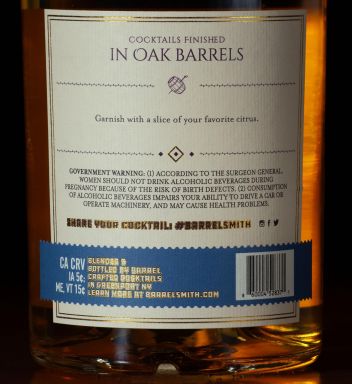 COCKTAILS FINISHED
IN OAK BARRELS
Garnish with a slice of your favorite citrus.
GOVERNMENT WARNING: (1) ACCORDING TO THE SURGEON GENERAL,
WOMEN SHOULD NOT DRINK ALCOHOLIC BEVERAGES DURING
PREGNANCY BECAUSE OF THE RISK OF BIRTH DEFECTS. (2) CONSUMPTION
OF ALCOHOLIC BEVERAGES IMPAIRS YOUR ABILITY TO DRIVE A CAR OR
OPERATE MACHINERY, AND MAY CAUSE HEALTH PROBLEMS.
SHARE YOUR COCKTAIL! #BARRELSMITH
CA CRV
IA 5¢,
ME, VT 15¢
BLENDED &
BOTTLED BY BARREL
CRAFTED COCKTAILS
IN GREENPORT NY
LEARN MORE AT BARRELSMITH.COM